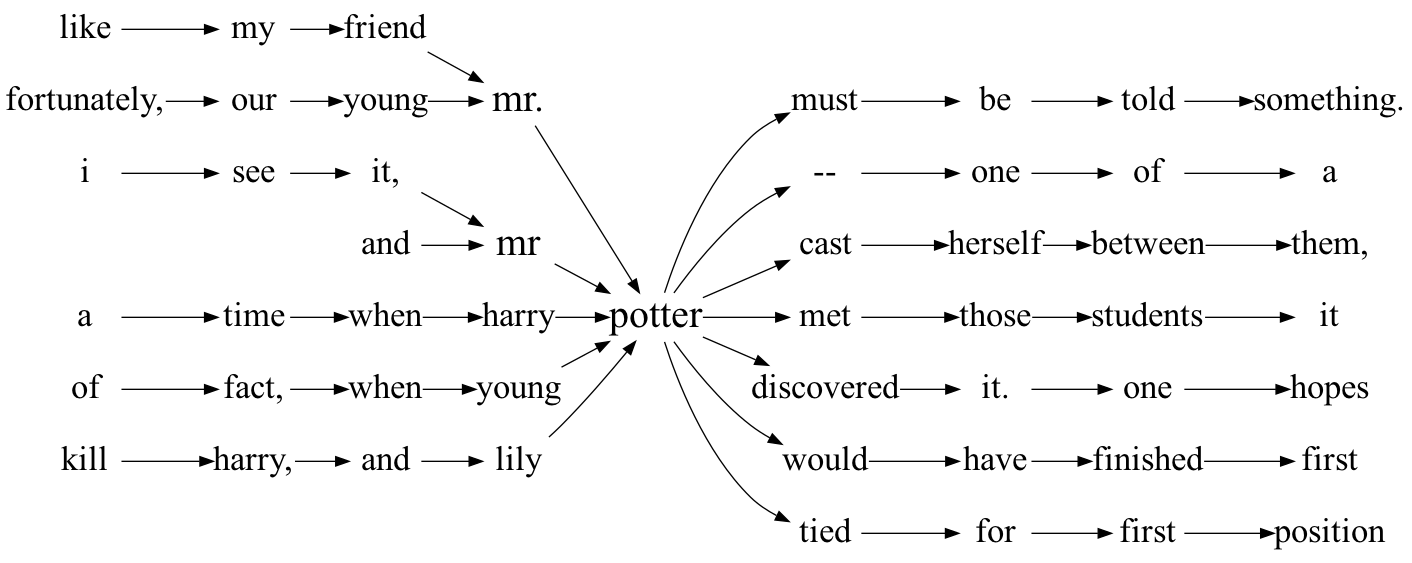 like my friend
fortunately, our young mr. must be told something.
i see it, -- one of a
and mr cast herself between them,
a time when harry potter met those students it
of fact, when young discovered it. one hopes
kill harry, and lily would have finished first
tied for first position